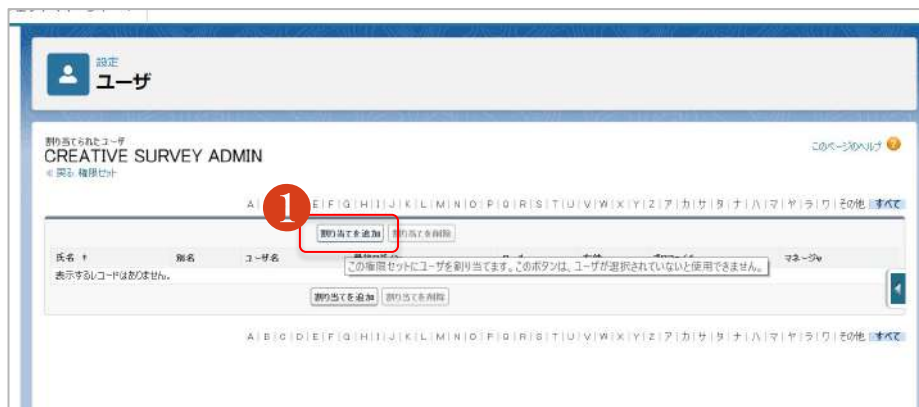 設定
ユーザ
割り当てられたユーザ
CREATIVE SURVEY ADMIN
このページのヘルプ ?
« 戻る: 権限セット
A | E | F | G | H | I | J | K | L | M | N | O | P | Q | R | S | T | U | V | W | X | Y | Z | ア | カ | サ | タ | ナ | ハ | マ | ヤ | ラ | ワ | その他 | すべて
1
割り当てを追加 割り当てを削除
氏名 ↑ 別名 ユーザ名 マネージャ
この権限セットにユーザを割り当てます。このボタンは、ユーザが選択されていないと使用できません。
表示するレコードはありません。
割り当てを追加 割り当てを削除
A | B | C | D | E | F | G | H | I | J | K | L | M | N | O | P | Q | R | S | T | U | V | W | X | Y | Z | ア | カ | サ | タ | ナ | ハ | マ | ヤ | ラ | ワ | その他 | すべて